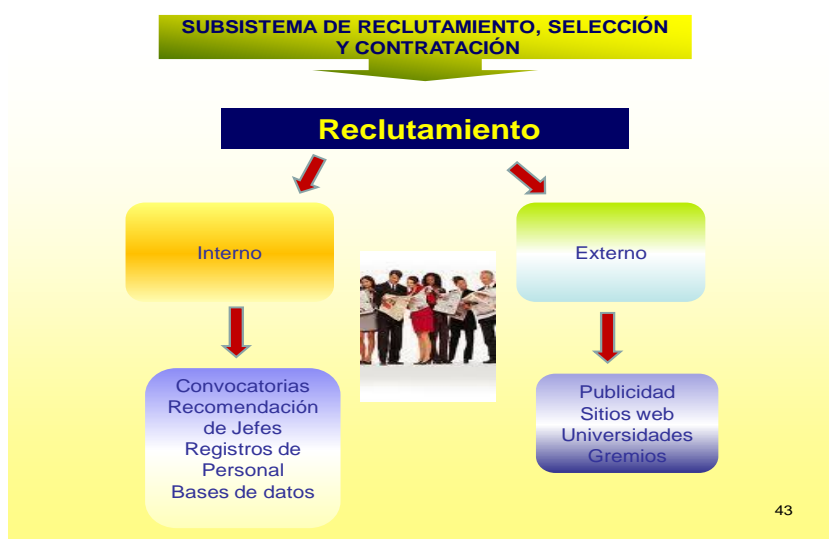 SUBSISTEMA DE RECLUTAMIENTO, SELECCIÓN
Y CONTRATACIÓN
Reclutamiento
Interno
Externo
Convocatorias
Recomendación
de Jefes
Registros de
Personal
Bases de datos
Publicidad
Sitios web
Universidades
Gremios
43